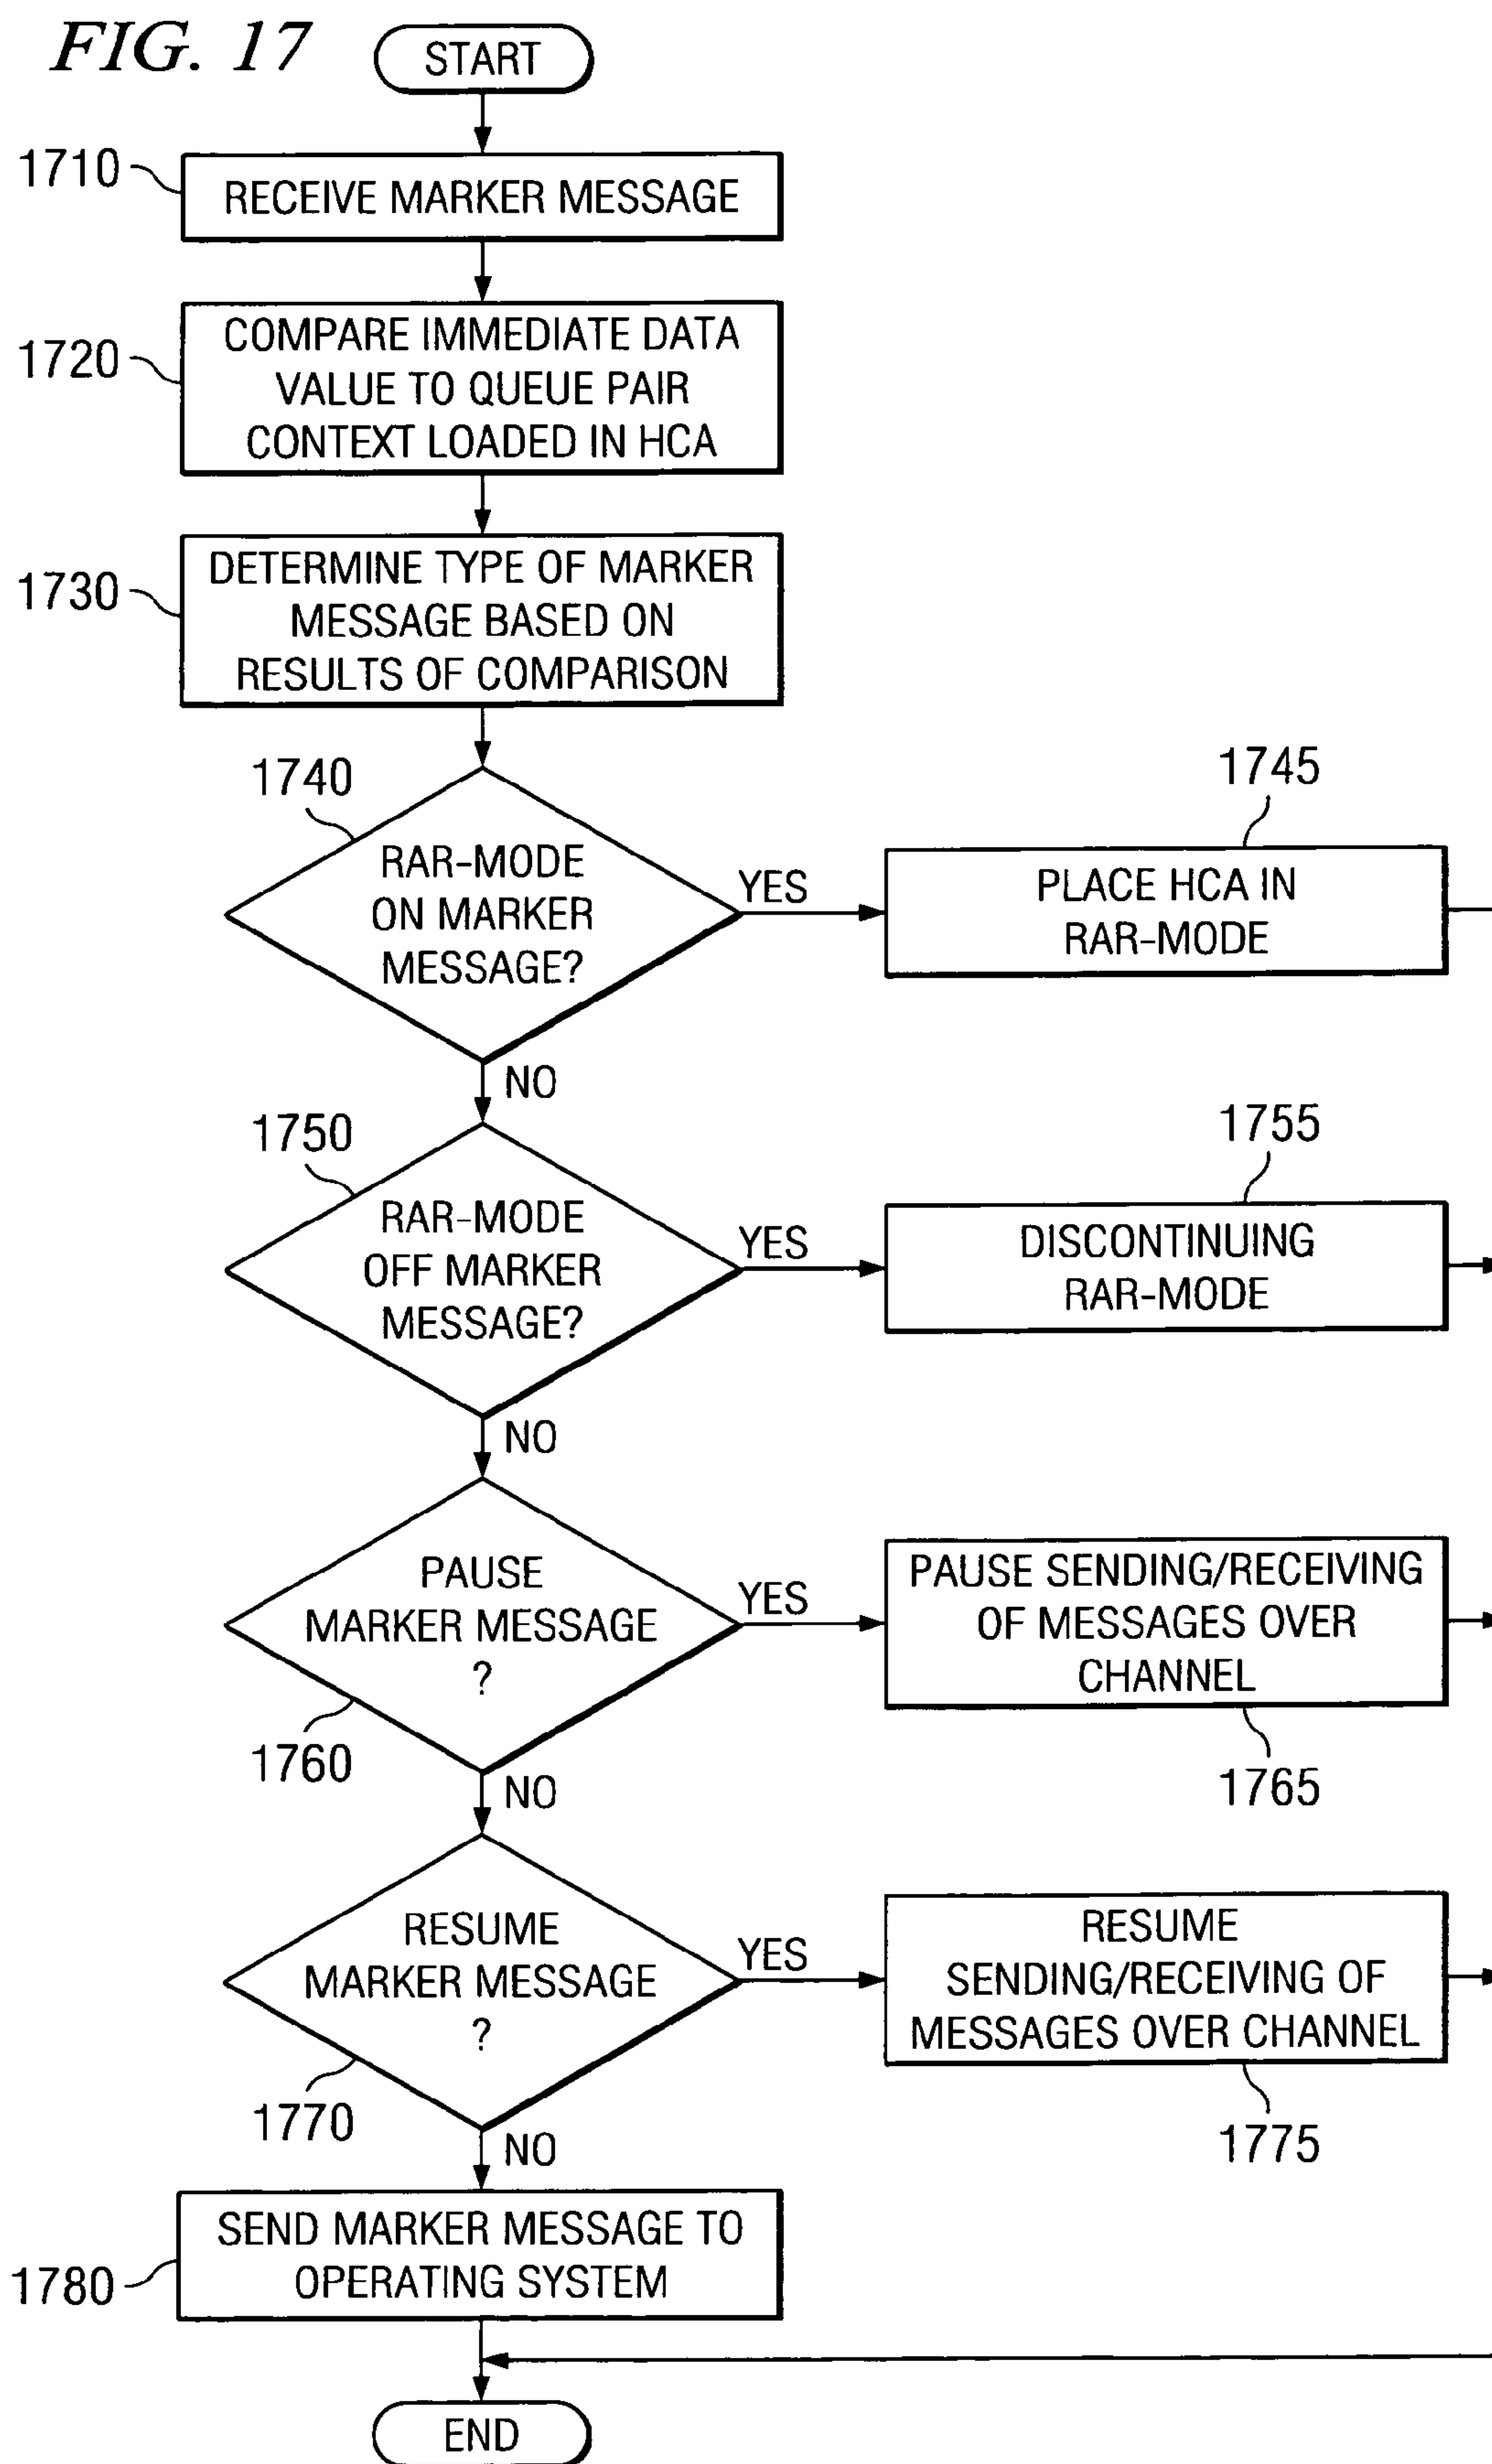 FIG. 17
START
1710
RECEIVE MARKER MESSAGE
1720
COMPARE IMMEDIATE DATA
VALUE TO QUEUE PAIR
CONTEXT LOADED IN HCA
1730
DETERMINE TYPE OF MARKER
MESSAGE BASED ON
RESULTS OF COMPARISON
1740
RAR-MODE
ON MARKER
MESSAGE?
YES
1745
PLACE HCA IN
RAR-MODE
NO
1750
RAR-MODE
OFF MARKER
MESSAGE?
YES
1755
DISCONTINUING
RAR-MODE
NO
PAUSE
MARKER MESSAGE
?
1760
YES
PAUSE SENDING/RECEIVING
OF MESSAGES OVER
CHANNEL
1765
NO
RESUME
MARKER MESSAGE
?
1770
YES
RESUME
SENDING/RECEIVING OF
MESSAGES OVER CHANNEL
1775
NO
SEND MARKER MESSAGE TO
OPERATING SYSTEM
1780
END